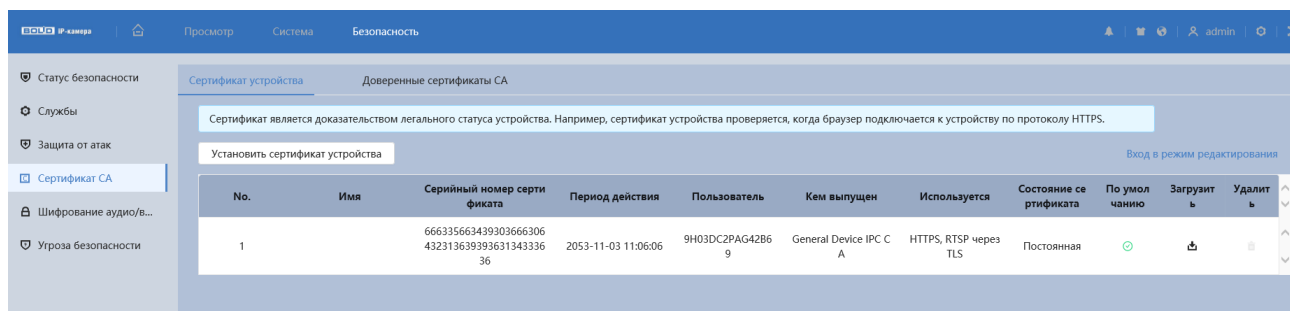 BOLID IP-камера
Просмотр Система Безопасность
admin
Статус безопасности
Службы
Защита от атак
Сертификат CA
Шифрование аудио/в...
Угроза безопасности
Сертификат устройства Доверенные сертификаты CA
Сертификат является доказательством легального статуса устройства. Например, сертификат устройства проверяется, когда браузер подключается к устройству по протоколу HTTPS.
Установить сертификат устройства Вход в режим редактирования
No. Имя Серийный номер серти Период действия Пользователь Кем выпущен Используется Состояние се По умол Загрузит Удалит
фиката ртификата чанию ь ь
666335663439303666306
1 432313639393631343336 2053-11-03 11:06:06 9H03DC2PAG42B6 General Device IPC C HTTPS, RTSP через Постоянная
36 9 A TLS